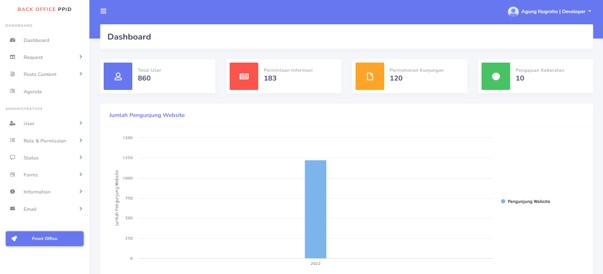 BACK OFFICE PPID
Agung Nugroho | Developer
DASHBOARD
Dashboard
Request
Posts Content
Agenda
ADMINISTRATOR
User
Role & Permission
Status
Forms
Information
Email
Front Office
Dashboard
Total User
860
Permintaan Informasi
183
Permohonan Kunjungan
120
Pengajuan Keberatan
10
Jumlah Pengunjung Website
Jumlah Pengunjung Website
1500
1250
1000
750
500
250
0
2022
Pengunjung Website